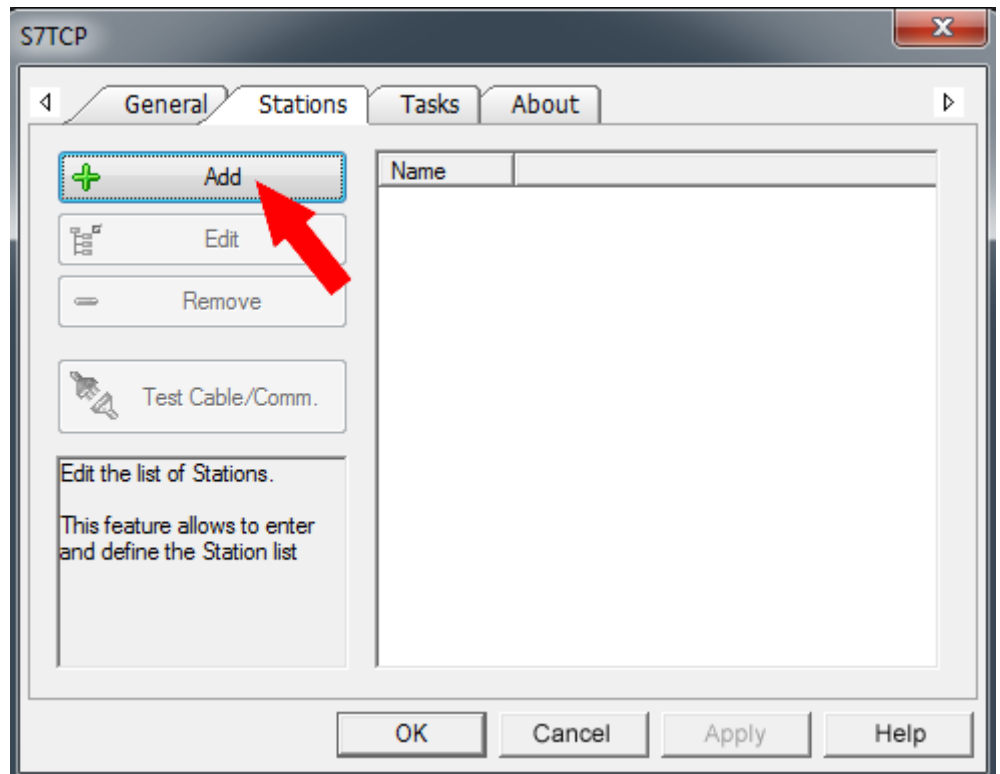 S7TCP
General
Stations
Tasks
About
Add
Name
Edit
Remove
Test Cable/Comm.
Edit the list of Stations.
This feature allows to enter
and define the Station list
OK
Cancel
Apply
Help